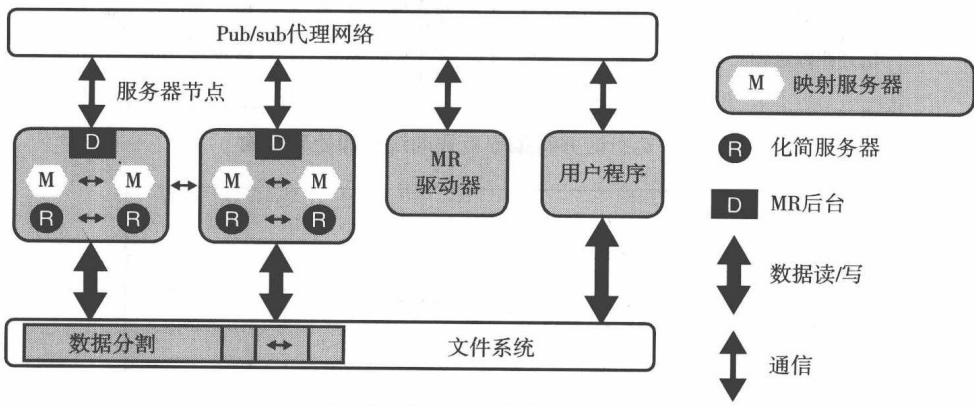 Pub/sub代理网络
服务器节点
D
D
M
M
M
M
R
R
R
R
MR
驱动器
用户程序
数据分割
文件系统
M
映射服务器
R
化简服务器
D
MR后台
数据读/写
通信